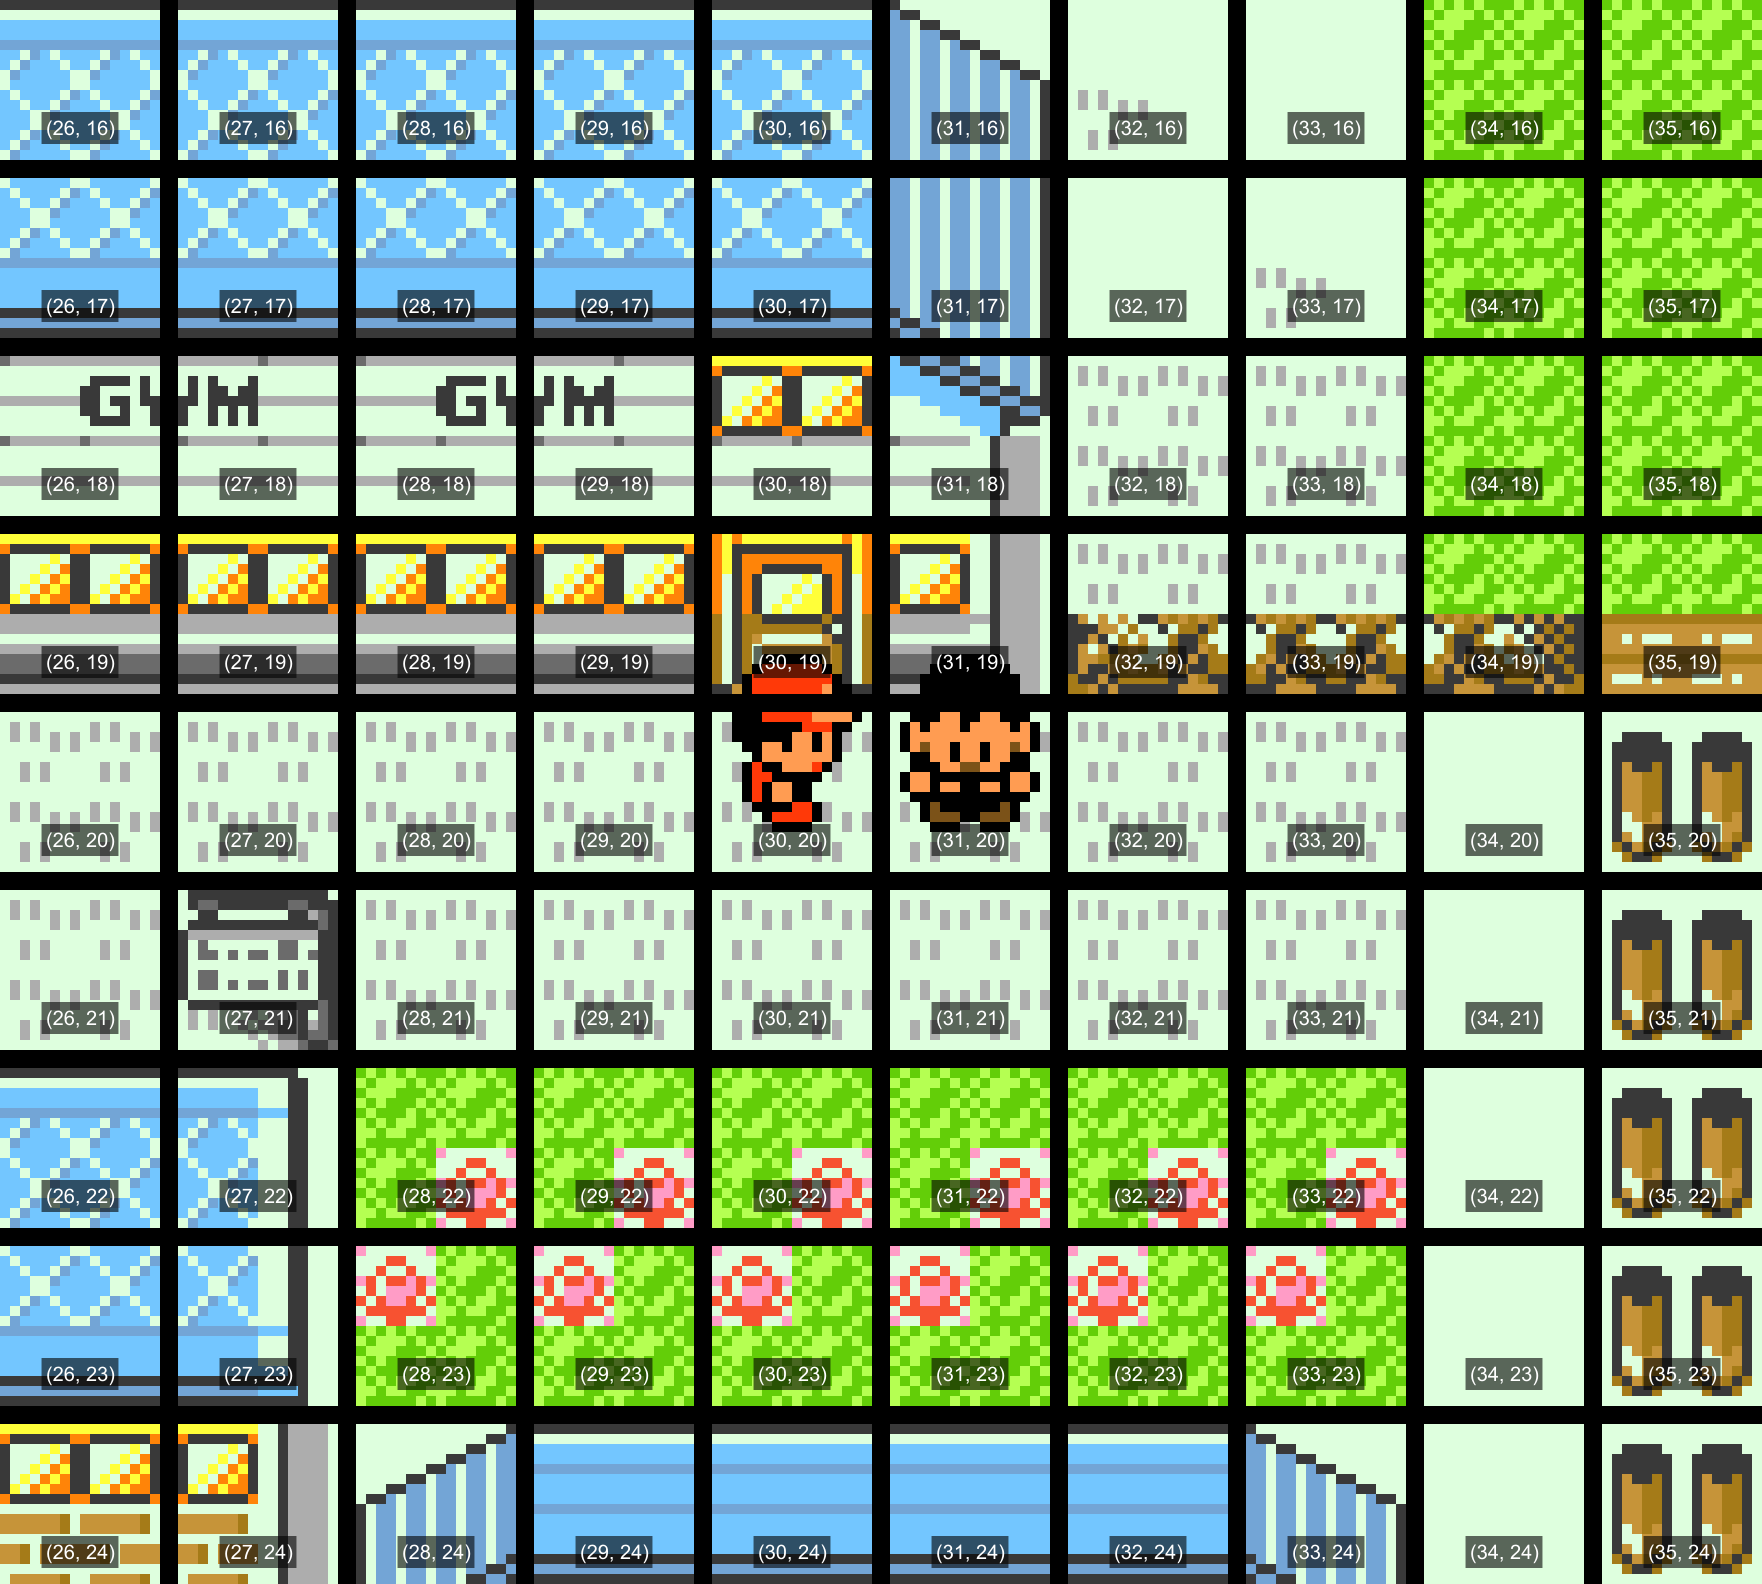 (26, 16) (27, 16) (28, 16) (29, 16) (30, 16) (31, 16) (32, 16) (33, 16) (34, 16) (35, 16)
(26, 17) (27, 17) (28, 17) (29, 17) (30, 17) (31, 17) (32, 17) (33, 17) (34, 17) (35, 17)
GYM GYM
(26, 18) (27, 18) (28, 18) (29, 18) (30, 18) (31, 18) (32, 18) (33, 18) (34, 18) (35, 18)
(26, 19) (27, 19) (28, 19) (29, 19) (30, 19) (31, 19) (32, 19) (33, 19) (34, 19) (35, 19)
(26, 20) (27, 20) (28, 20) (29, 20) (30, 20) (31, 20) (32, 20) (33, 20) (34, 20) (35, 20)
(26, 21) (27, 21) (28, 21) (29, 21) (30, 21) (31, 21) (32, 21) (33, 21) (34, 21) (35, 21)
(26, 22) (27, 22) (28, 22) (29, 22) (30, 22) (31, 22) (32, 22) (33, 22) (34, 22) (35, 22)
(26, 23) (27, 23) (28, 23) (29, 23) (30, 23) (31, 23) (32, 23) (33, 23) (34, 23) (35, 23)
(26, 24) (27, 24) (28, 24) (29, 24) (30, 24) (31, 24) (32, 24) (33, 24) (34, 24) (35, 24)